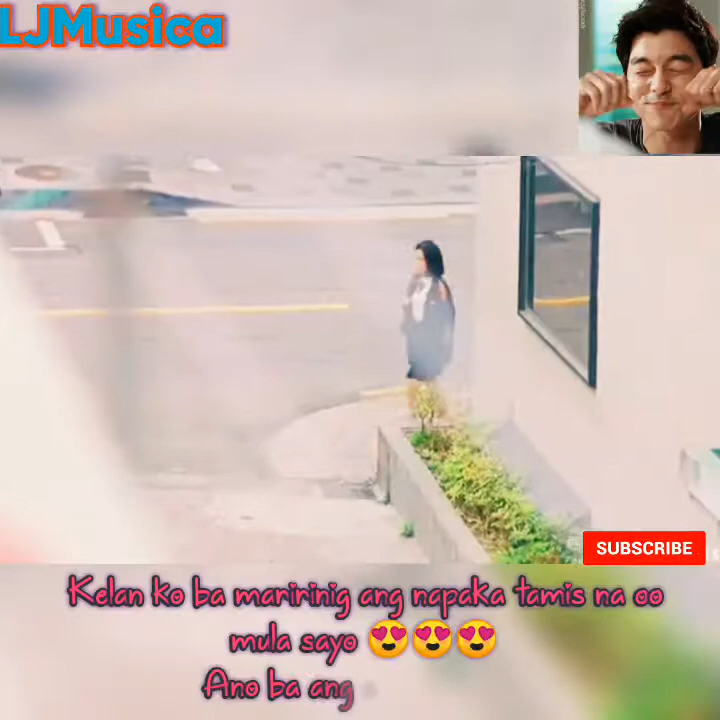 LJMusica
SUBSCRIBE
Kelan ko ba maririnig ang napaka tamis na oo
mula sayo 😍😍😍
Ano ba ang